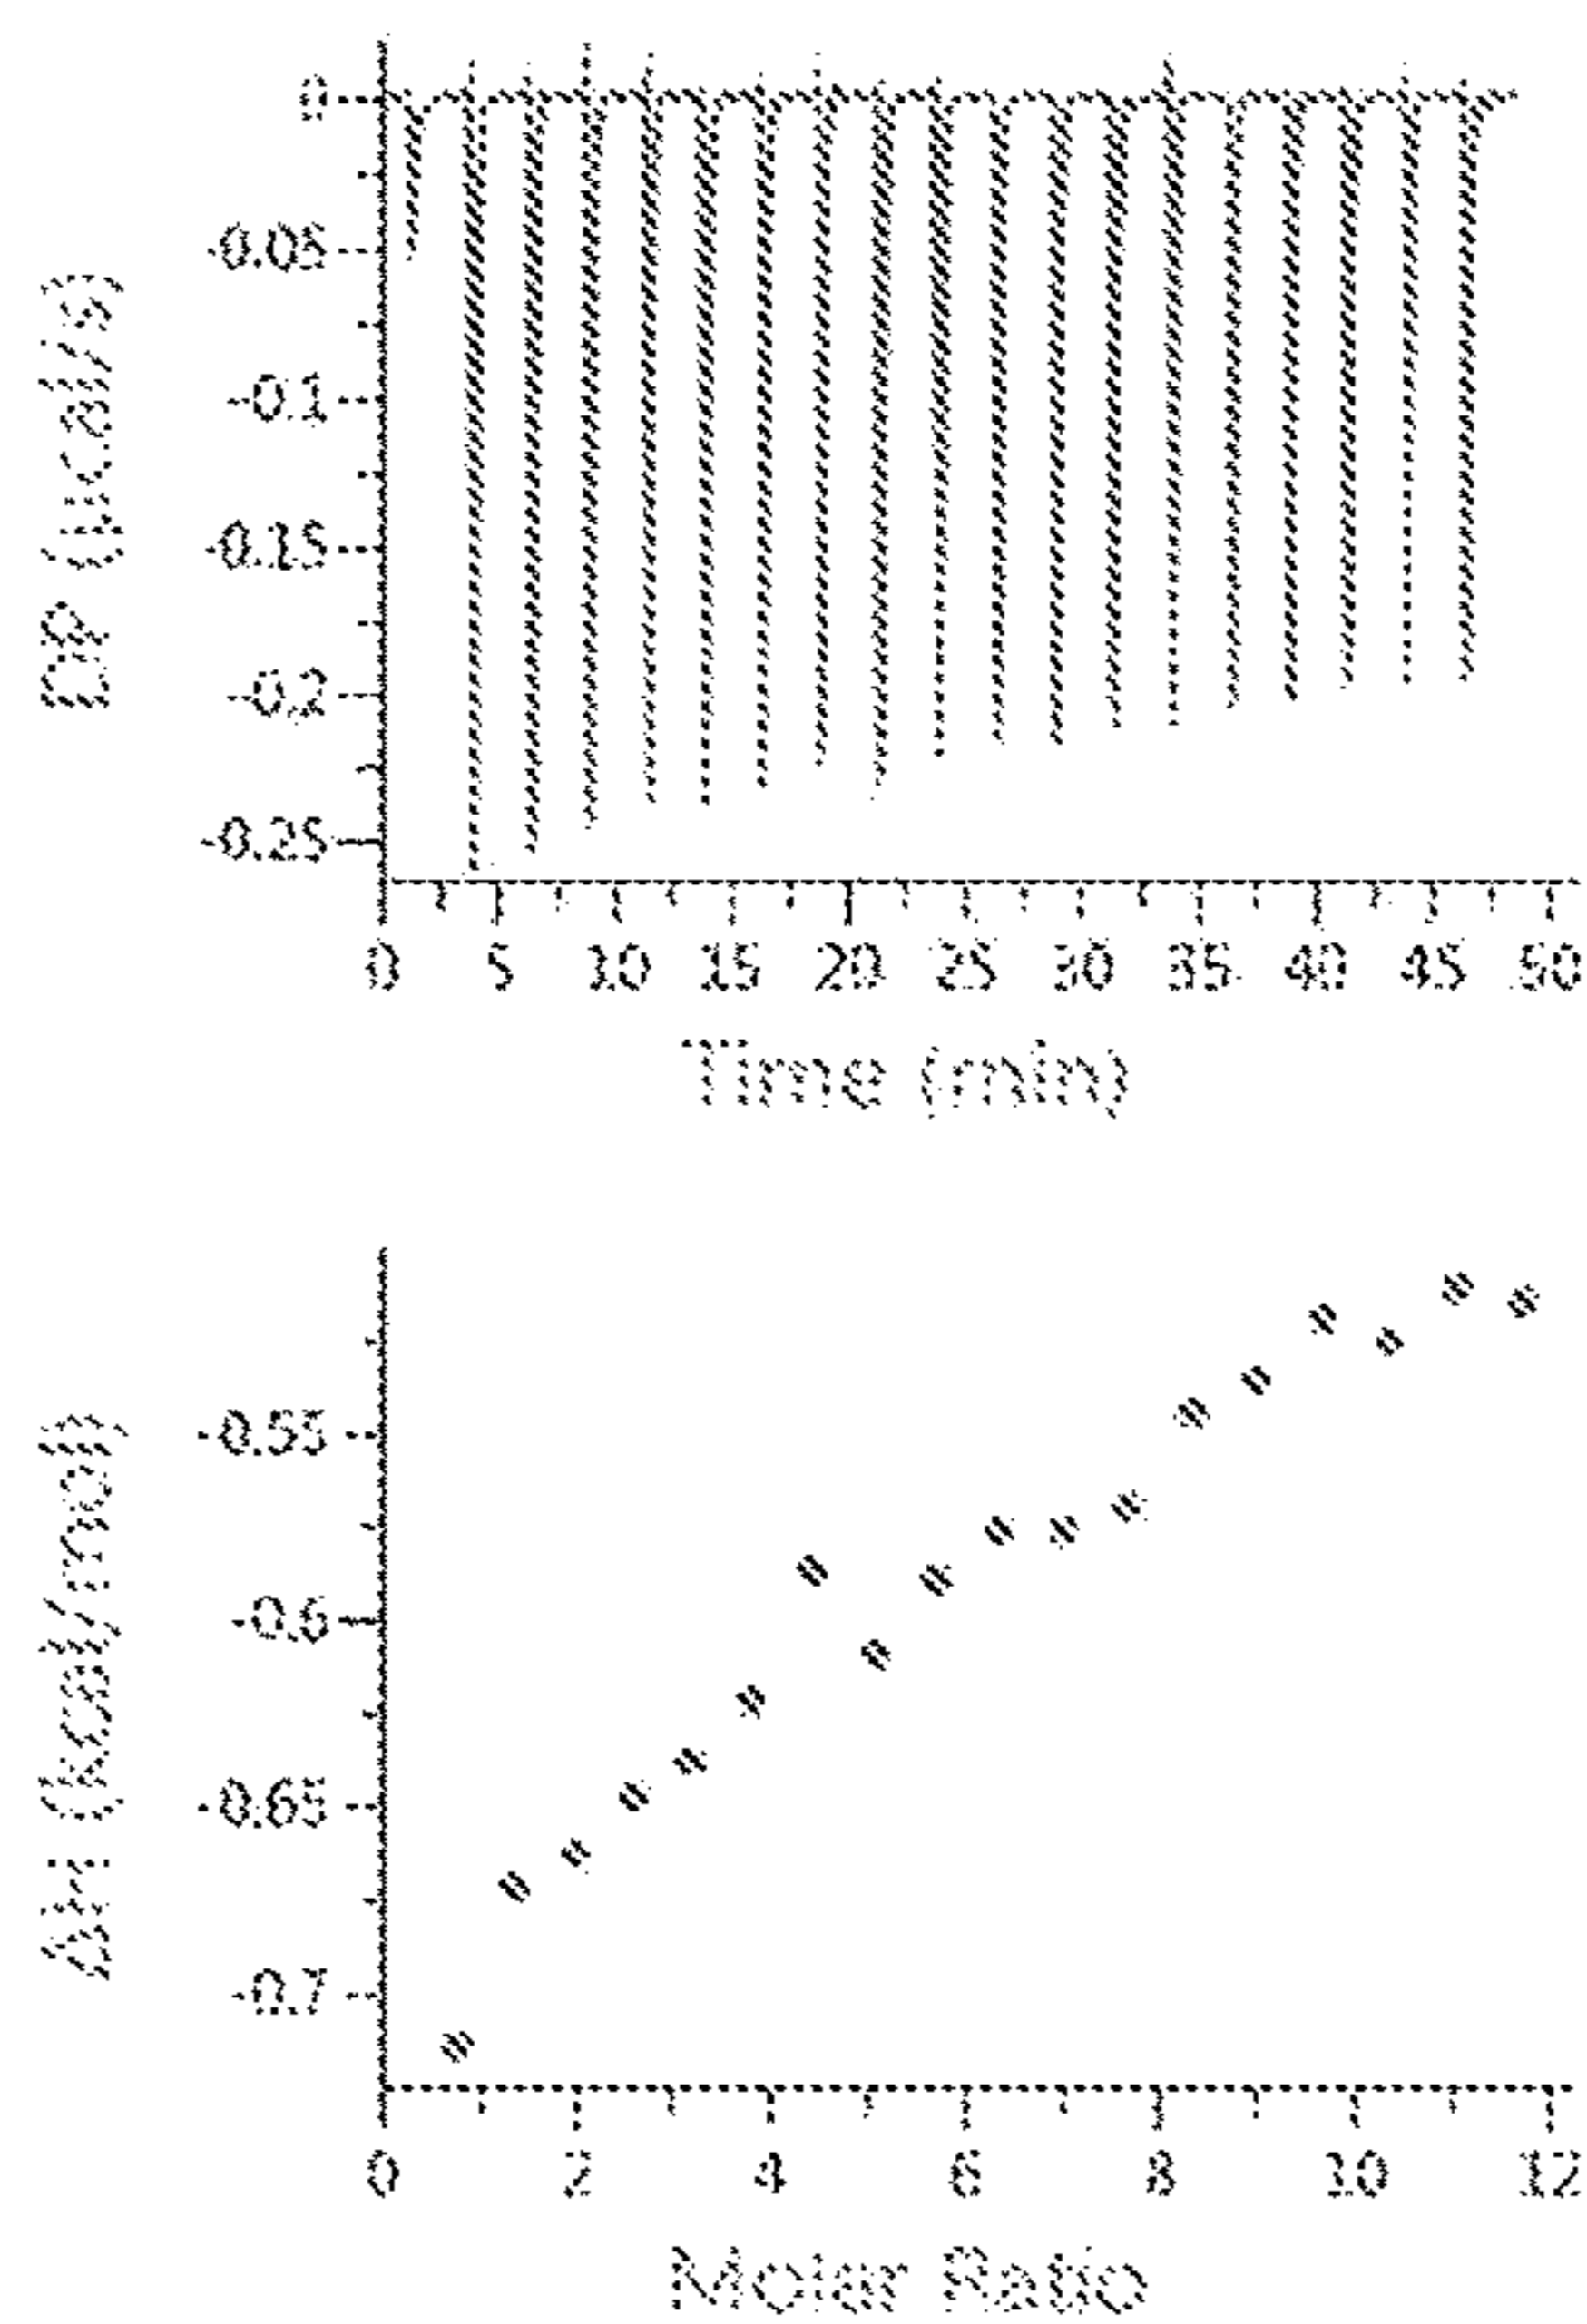 DP (µcal/s)
0
-0.05
-0.1
-0.15
-0.2
-0.25
0 5 10 15 20 25 30 35 40 45 50
Time (min)
ΔH (kcal/mol)
-0.55
-0.6
-0.65
-0.7
0 2 4 6 8 10 12
Molar Ratio